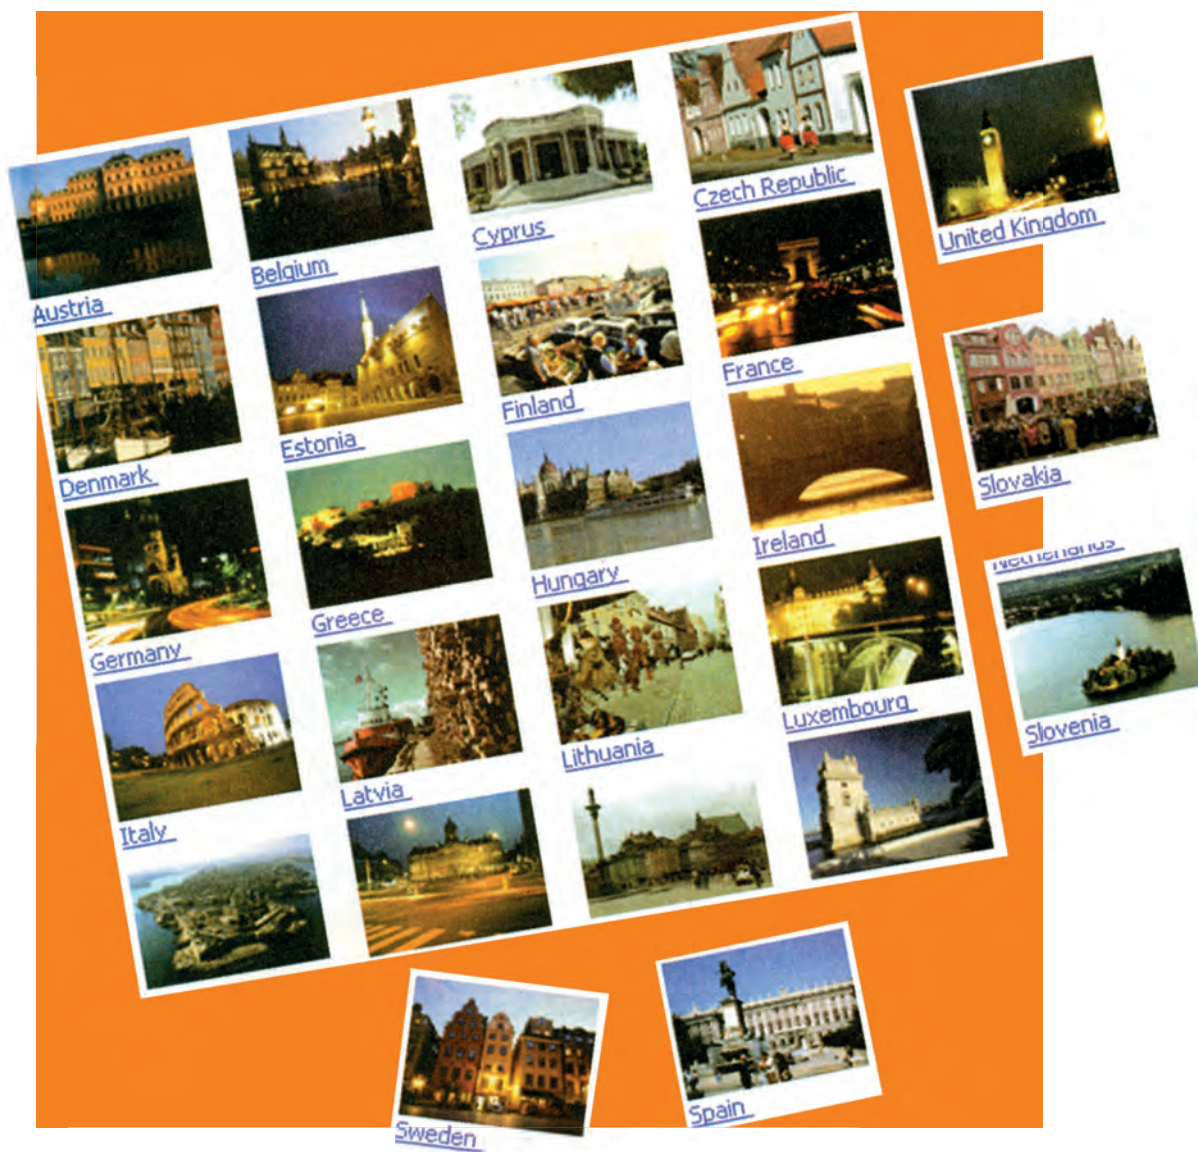 Austria
Belgium
Cyprus
Czech Republic
United Kingdom
Denmark
Estonia
Finland
France
Slovakia
Germany
Greece
Hungary
Ireland
Netherlands
Italy
Latvia
Lithuania
Luxembourg
Slovenia
Sweden
Spain